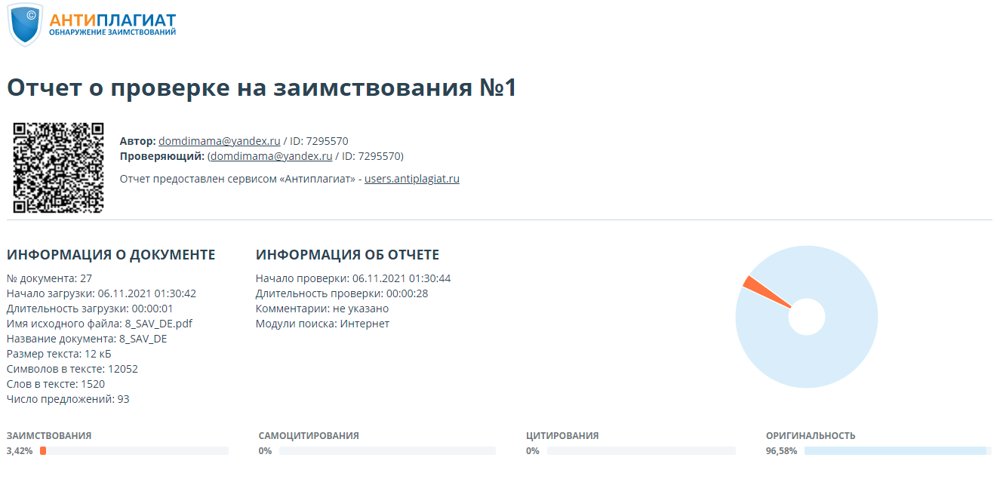 ©
АНТИПЛАГИАТ
ОБНАРУЖЕНИЕ ЗАИМСТВОВАНИЙ
Отчет о проверке на заимствования №1
Автор: domdimama@yandex.ru / ID: 7295570
Проверяющий: (domdimama@yandex.ru / ID: 7295570)
Отчет предоставлен сервисом «Антиплагиат» - users.antiplagiat.ru
ИНФОРМАЦИЯ О ДОКУМЕНТЕ
№ документа: 27
Начало загрузки: 06.11.2021 01:30:42
Длительность загрузки: 00:00:01
Имя исходного файла: 8_SAV_DE.pdf
Название документа: 8_SAV_DE
Размер текста: 12 кБ
Символов в тексте: 12052
Слов в тексте: 1520
Число предложений: 93
ИНФОРМАЦИЯ ОБ ОТЧЕТЕ
Начало проверки: 06.11.2021 01:30:44
Длительность проверки: 00:00:28
Комментарии: не указано
Модули поиска: Интернет
ЗАИМСТВОВАНИЯ
3,42%
САМОЦИТИРОВАНИЯ
0%
ЦИТИРОВАНИЯ
0%
ОРИГИНАЛЬНОСТЬ
96,58%